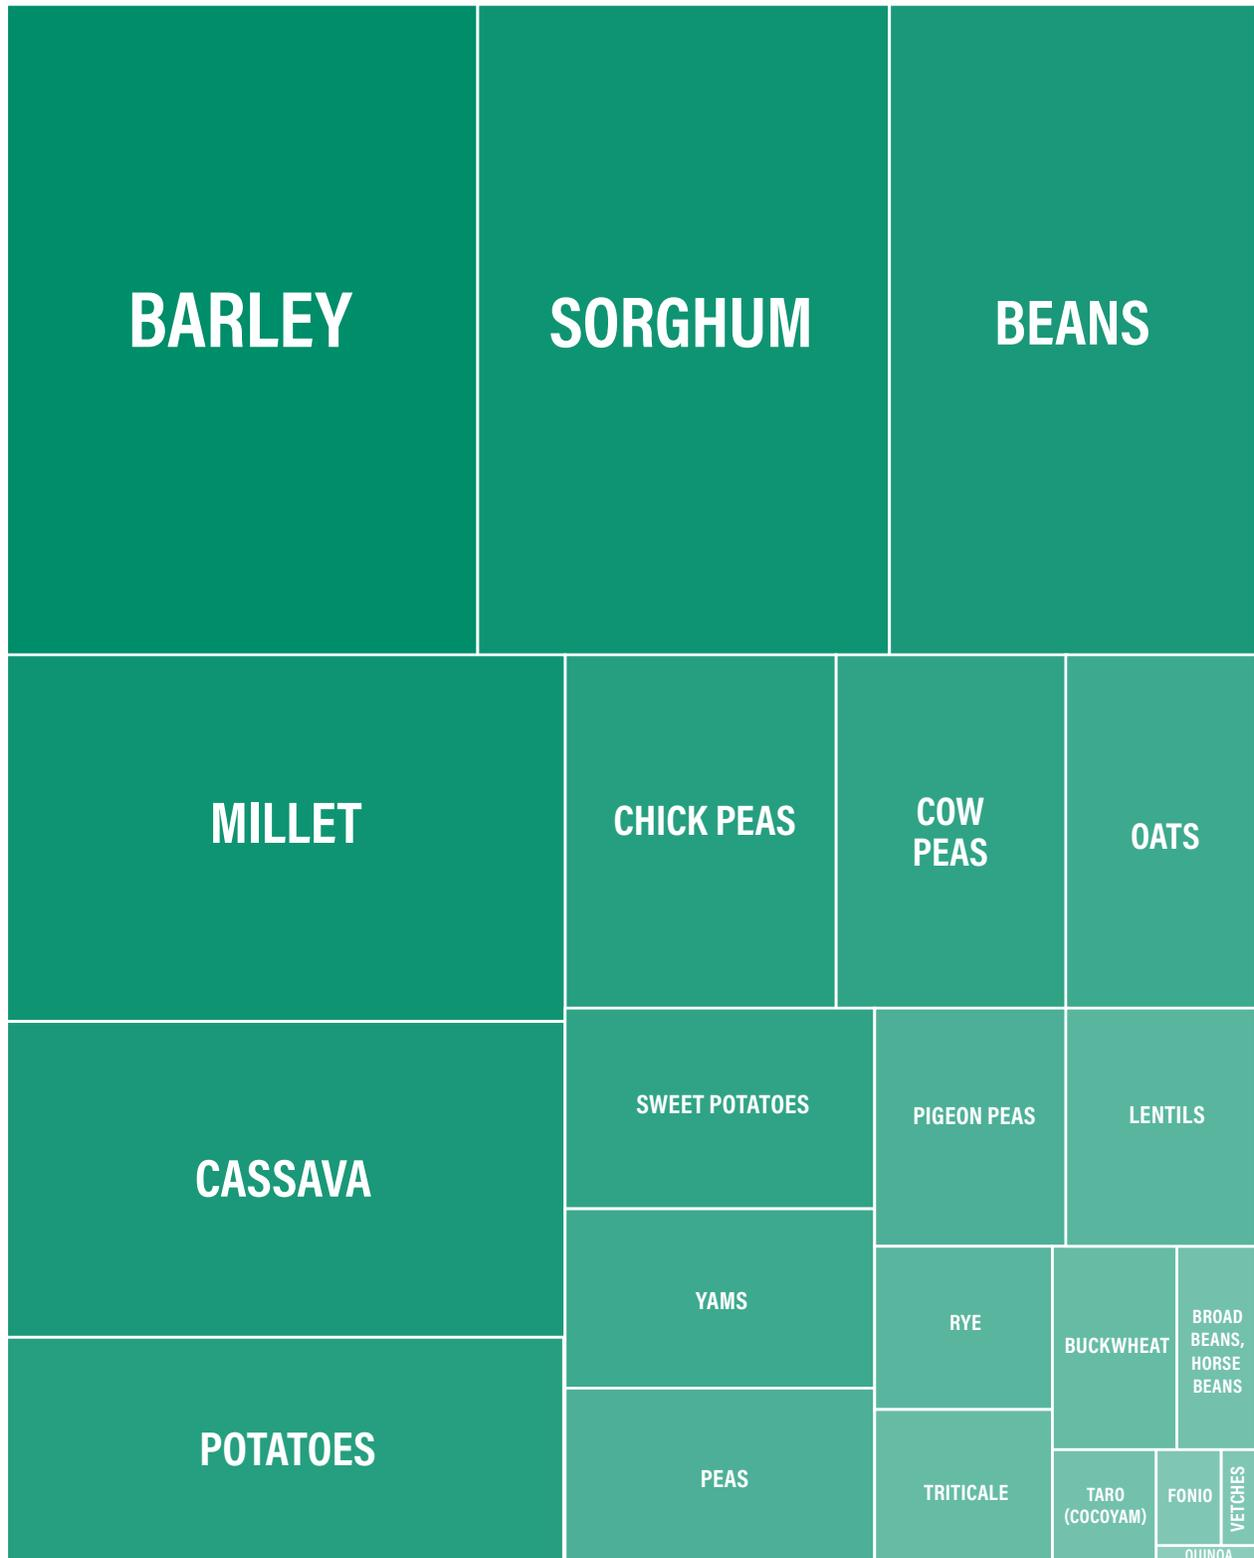 BARLEY
SORGHUM
BEANS
MILLET
CHICK PEAS
COW
PEAS
OATS
CASSAVA
SWEET POTATOES
PIGEON PEAS
LENTILS
YAMS
RYE
BUCKWHEAT
BROAD
BEANS,
HORSE
BEANS
POTATOES
PEAS
TRITICALE
TARO
(COCOYAM)
FONIO
VETCHES
QUINOA